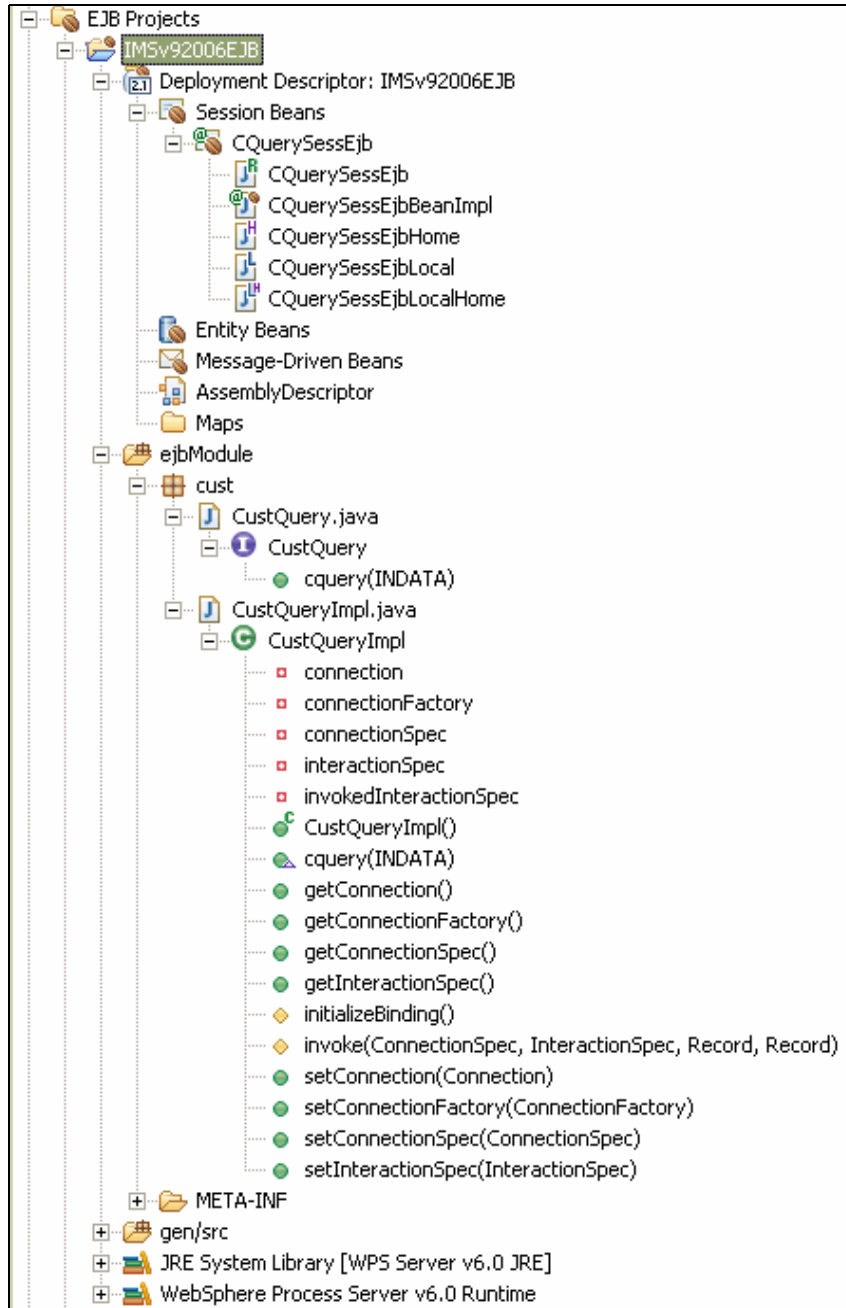 EJB Projects
IMSv92006EJB
2.1 Deployment Descriptor: IMSv92006EJB
Session Beans
CQuerySessEjb
J R CQuerySessEjb
J CQuerySessEjbBeanImpl
J H CQuerySessEjbHome
J L CQuerySessEjbLocal
J LH CQuerySessEjbLocalHome
Entity Beans
Message-Driven Beans
AssemblyDescriptor
Maps
ejbModule
cust
J CustQuery.java
I CustQuery
cquery(INDATA)
J CustQueryImpl.java
C CustQueryImpl
connection
connectionFactory
connectionSpec
interactionSpec
invokedInteractionSpec
C CustQueryImpl()
cquery(INDATA)
getConnection()
getConnectionFactory()
getConnectionSpec()
getInteractionSpec()
initializeBinding()
invoke(ConnectionSpec, InteractionSpec, Record, Record)
setConnection(Connection)
setConnectionFactory(ConnectionFactory)
setConnectionSpec(ConnectionSpec)
setInteractionSpec(InteractionSpec)
META-INF
gen/src
JRE System Library [WPS Server v6.0 JRE]
WebSphere Process Server v6.0 Runtime